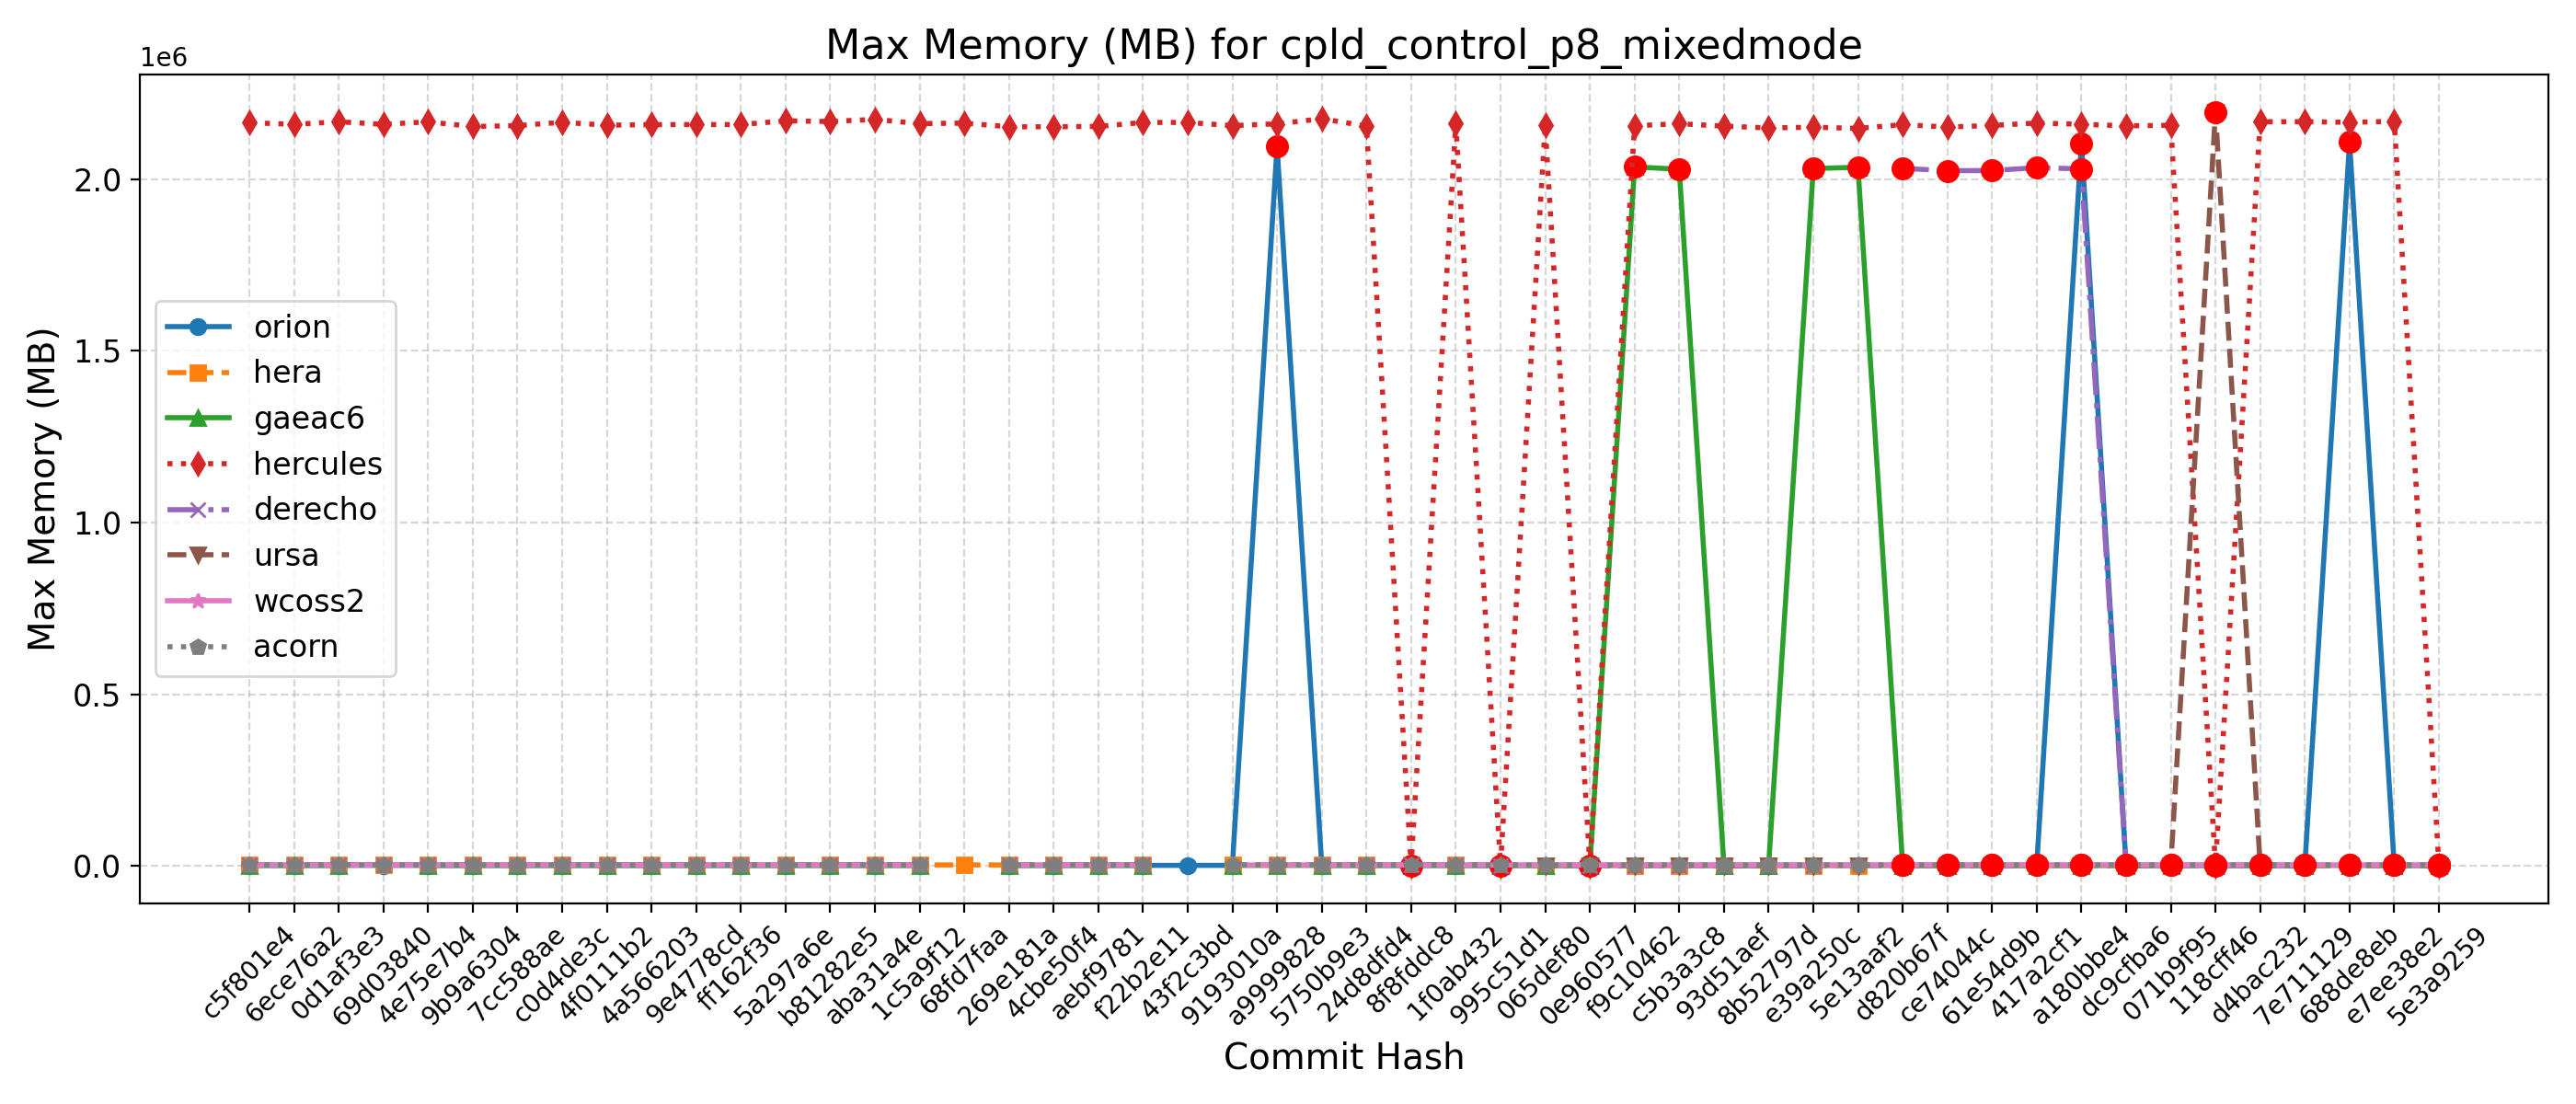 Max Memory (MB) for cpld_control_p8_mixedmode
1e6
2.0
1.5
1.0
0.5
0.0
Max Memory (MB)
orion
hera
gaeac6
hercules
derecho
ursa
wcoss2
acorn
c5f801e4
6ece76a2
0d1af3e3
69d03840
4e75e7b4
9b9a6304
7cc588ae
c0d4de3c
4f0111b2
4a566203
9e4778cd
ff162f36
5a297a6e
b81282e5
aba31a4e
1c5a9f12
68fd7faa
269e181a
4cbe50f4
aebf9781
f22b2e11
43f2c3bd
9193010a
a9999828
5750b9e3
24d8dfd4
8f8fddc8
1f0ab432
995c51d1
065def80
0e960577
f9c10462
c5b3a3c8
93d51aef
8b52797d
e39a250c
5e13aaf2
d820b67f
ce74044c
61e54d9b
417a2cf1
a180bbe4
dc9cfba6
071b9f95
118cff46
d4bac232
7e711129
688de8eb
e7ee38e2
5e3a9259
Commit Hash